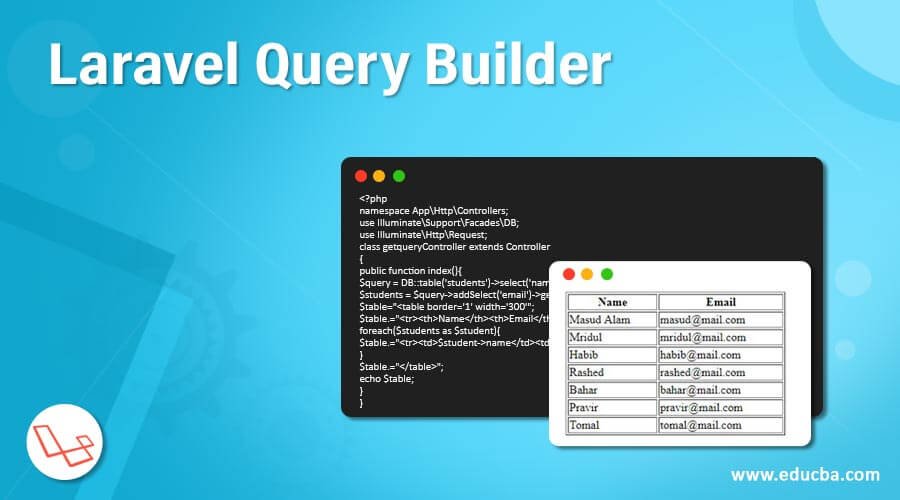 Laravel Query Builder
<?php
namespace App\Http\Controllers;
use Illuminate\Support\Facades\DB;
use Illuminate\Http\Request;
class getqueryController extends Controller
{
public function index(){
$query = DB::table('students')->select('nam
$students = $query->addSelect('email')->ge
$table="<table border='1' width='300'";
$table.="<tr><th>Name</th><th>Email</th
foreach($students as $student){
$table.="<tr><td>$student->name</td><td
}
$table.="</table>";
echo $table;
}
}
Name Email
Masud Alam masud@mail.com
Mridul mridul@mail.com
Habib habib@mail.com
Rashed rashed@mail.com
Bahar bahar@mail.com
Pravir pravir@mail.com
Tomal tomal@mail.com
www.educba.com